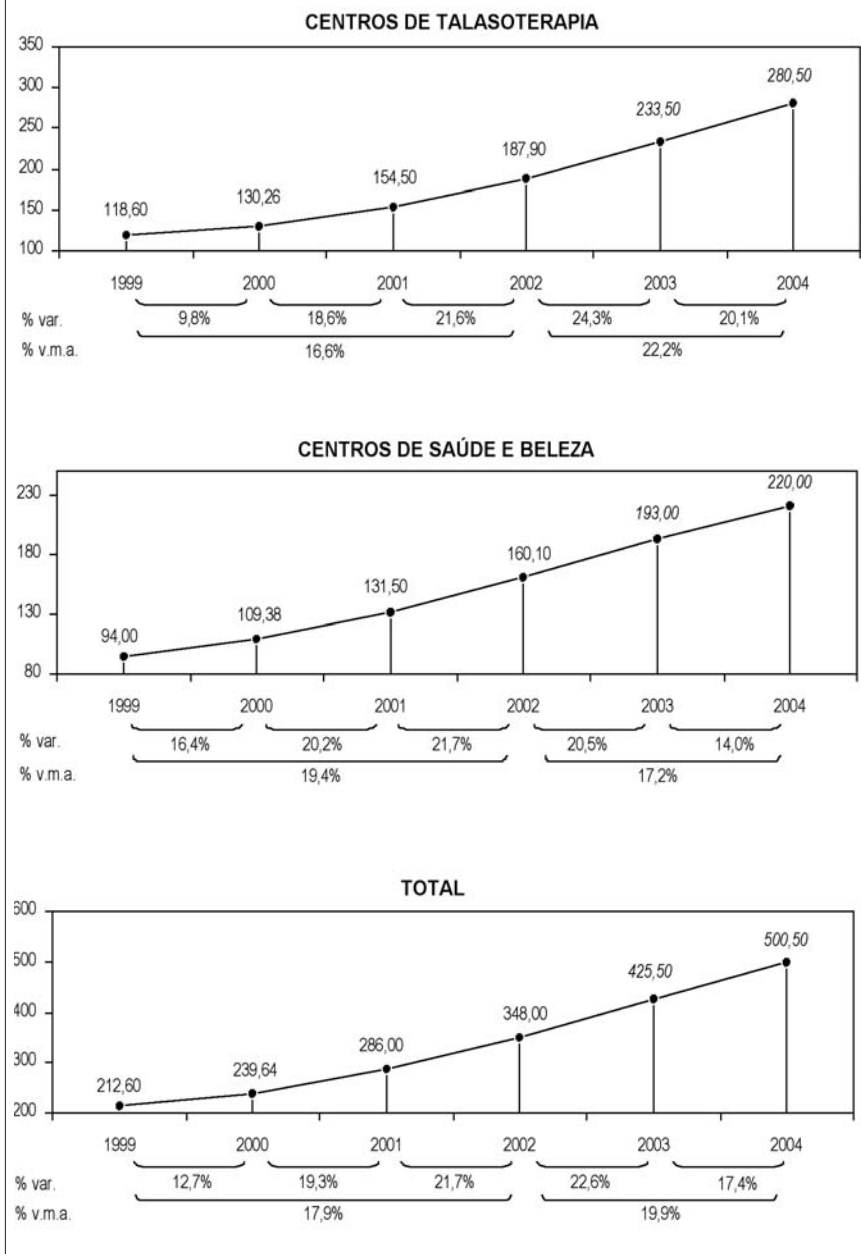 CENTROS DE TALASOTERAPIA
350
300
250
200
150
100
118,60
130,26
154,50
187,90
233,50
280,50
1999 2000 2001 2002 2003 2004
% var. 9,8% 18,6% 21,6% 24,3% 20,1%
% v.m.a. 16,6% 22,2%
CENTROS DE SAÚDE E BELEZA
230
180
130
80
94,00
109,38
131,50
160,10
193,00
220,00
1999 2000 2001 2002 2003 2004
% var. 16,4% 20,2% 21,7% 20,5% 14,0%
% v.m.a. 19,4% 17,2%
TOTAL
600
500
400
300
200
212,60
239,64
286,00
348,00
425,50
500,50
1999 2000 2001 2002 2003 2004
% var. 12,7% 19,3% 21,7% 22,6% 17,4%
% v.m.a. 17,9% 19,9%